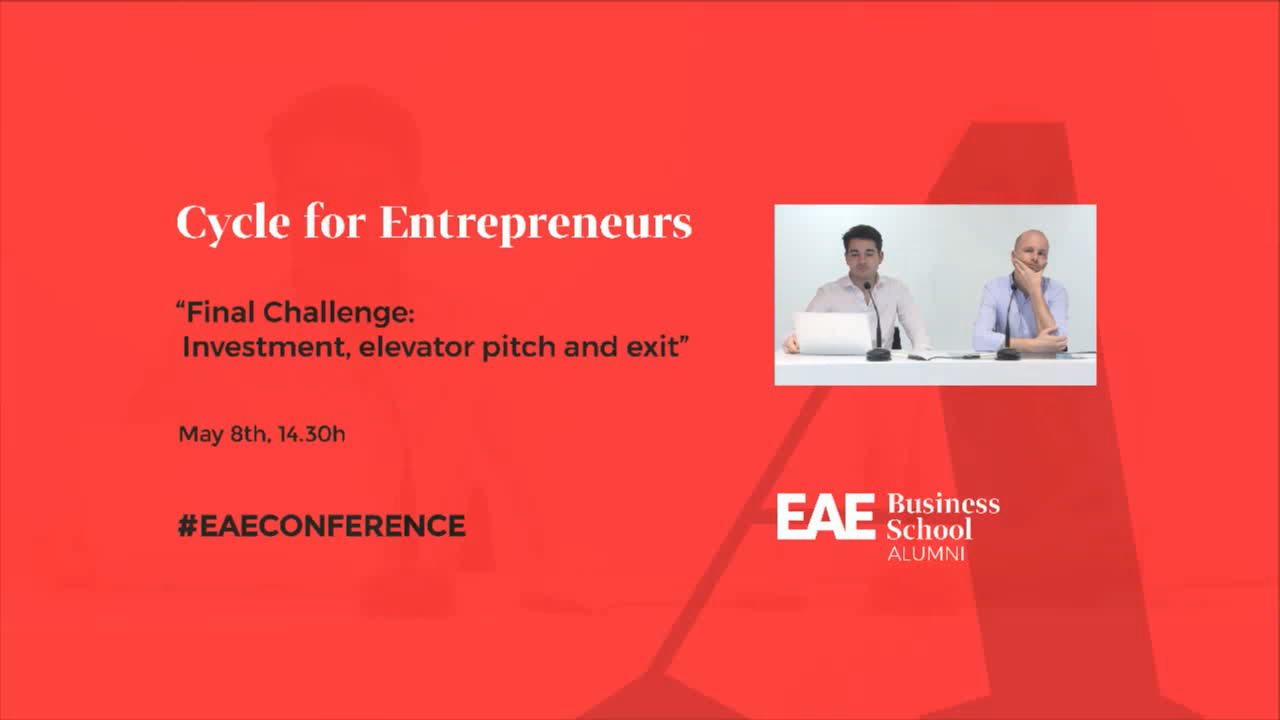 Cycle for Entrepreneurs
“Final Challenge:
Investment, elevator pitch and exit”
May 8th, 14.30h
#EAECONFERENCE
EAE Business
School
ALUMNI